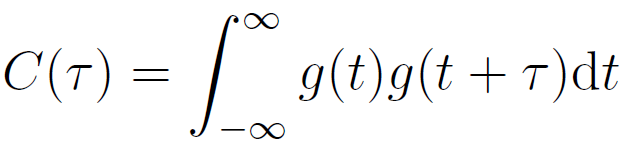 C(τ) = ∫_{-∞}^{∞} g(t)g(t + τ)dt